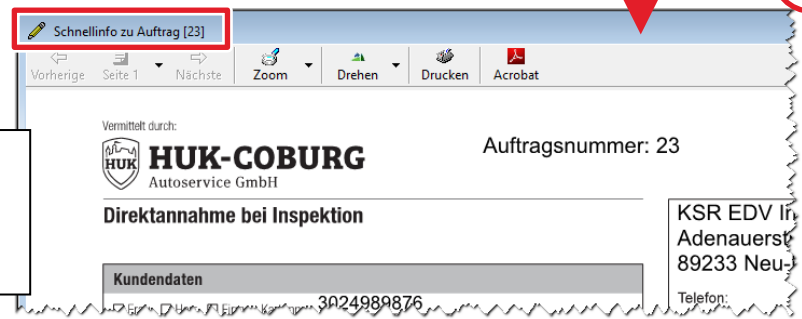 Schnellinfo zu Auftrag [23]
Vorherige Seite 1 Nächste Zoom Drehen Drucken Acrobat
Vermittelt durch:
HUK HUK-COBURG
Autoservice GmbH
Auftragsnummer: 23
Direktannahme bei Inspektion
KSR EDV
Adenauerst
89233 Neu-
Kundendaten
3024989876
Telefon: